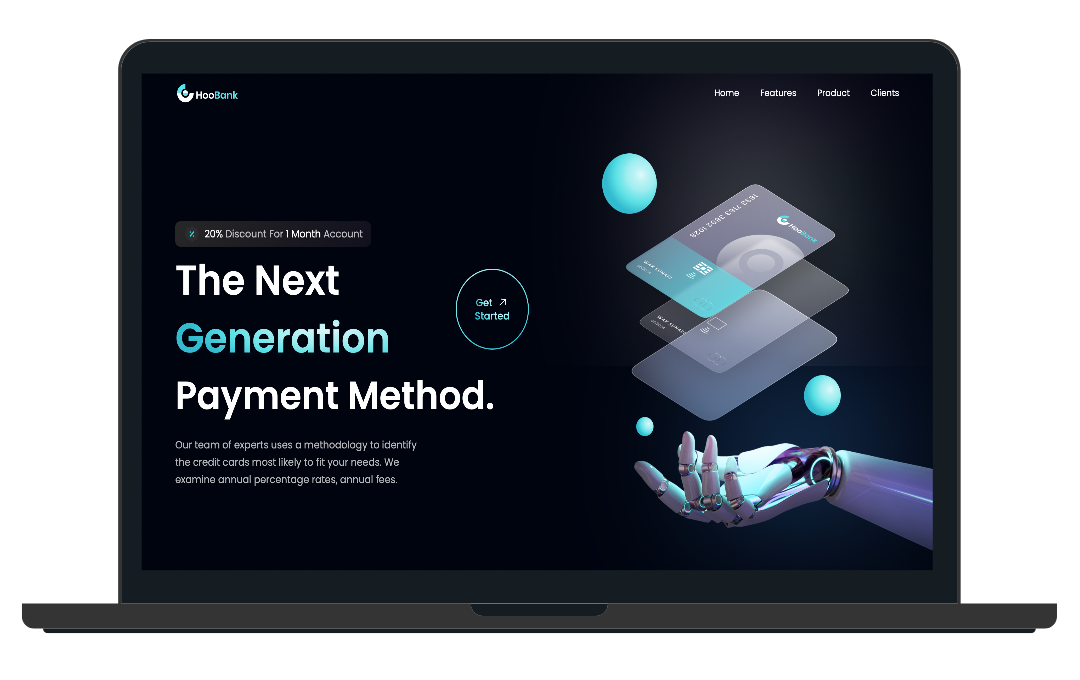 HooBank
Home Features Product Clients
20% Discount For 1 Month Account
The Next
Generation
Payment Method.
Get
Started
Our team of experts uses a methodology to identify
the credit cards most likely to fit your needs. We
examine annual percentage rates, annual fees.
HooBank